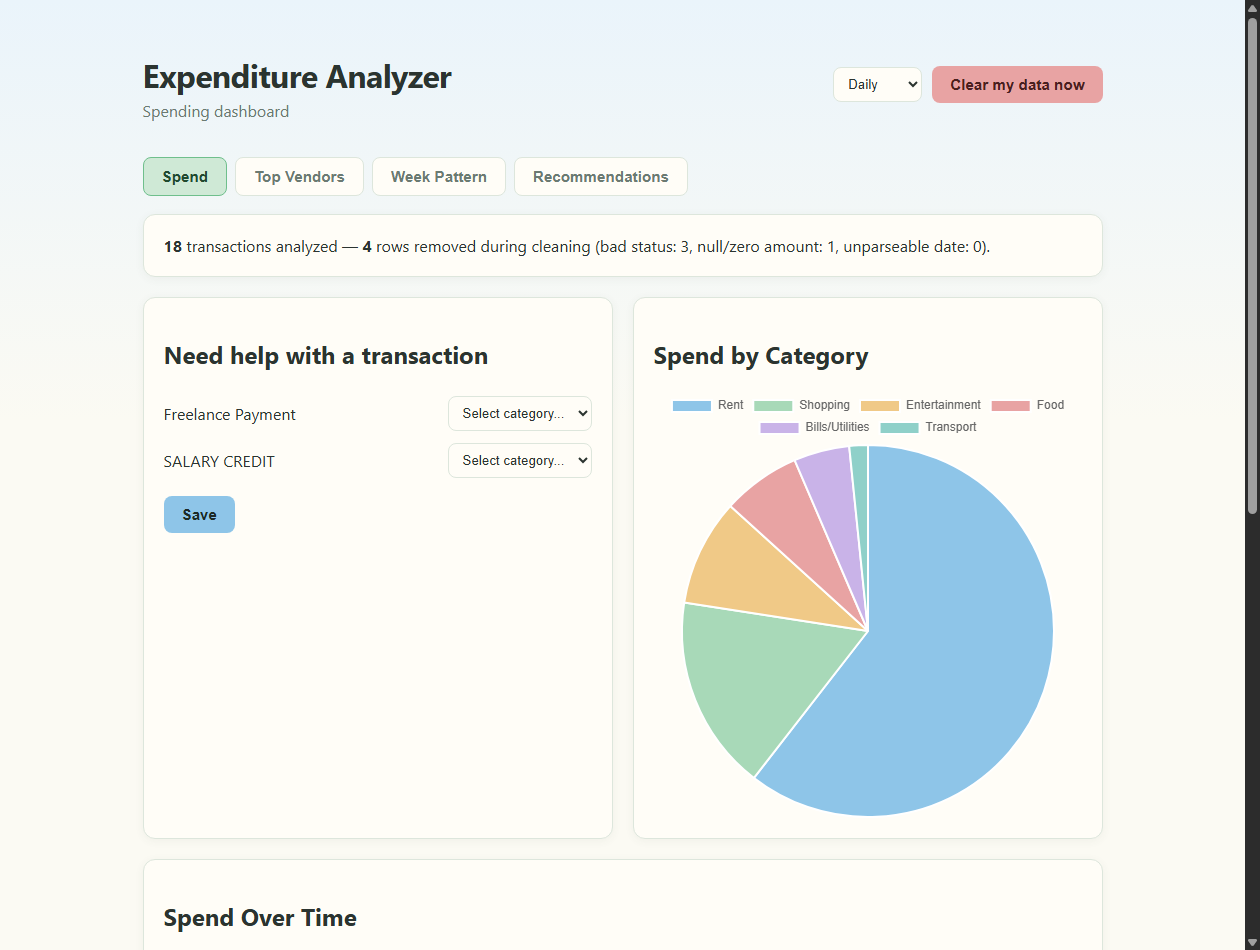 Expenditure Analyzer
Spending dashboard
Daily
Clear my data now
Spend
Top Vendors
Week Pattern
Recommendations
18 transactions analyzed — 4 rows removed during cleaning (bad status: 3, null/zero amount: 1, unparseable date: 0).
Need help with a transaction
Freelance Payment
Select category...
SALARY CREDIT
Select category...
Save
Spend by Category
Rent
Shopping
Entertainment
Food
Bills/Utilities
Transport
Spend Over Time